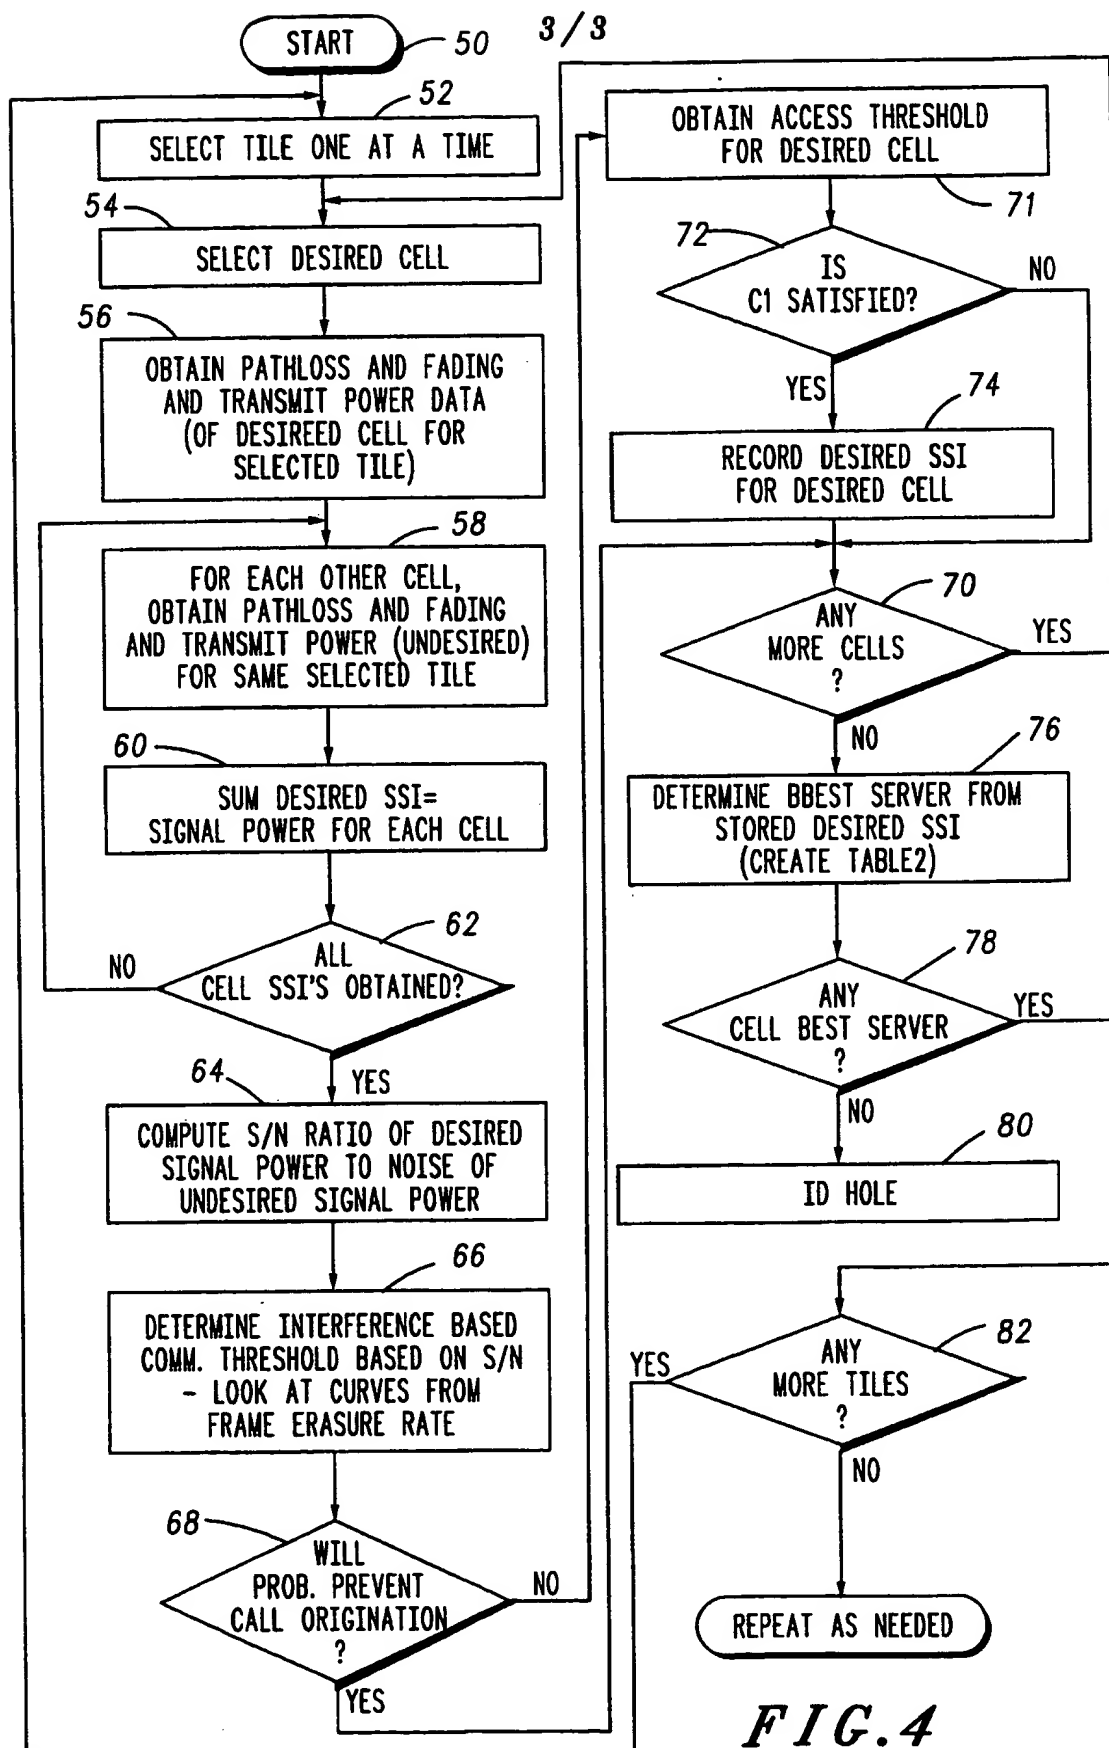 3/3
START
50
52
SELECT TILE ONE AT A TIME
54
SELECT DESIRED CELL
56
OBTAIN PATHLOSS AND FADING
AND TRANSMIT POWER DATA
(OF DESIREED CELL FOR
SELECTED TILE)
58
FOR EACH OTHER CELL,
OBTAIN PATHLOSS AND FADING
AND TRANSMIT POWER (UNDESIRED)
FOR SAME SELECTED TILE
60
SUM DESIRED SSI=
SIGNAL POWER FOR EACH CELL
62
ALL
CELL SSI'S OBTAINED?
NO
YES
64
COMPUTE S/N RATIO OF DESIRED
SIGNAL POWER TO NOISE OF
UNDESIRED SIGNAL POWER
66
DETERMINE INTERFERENCE BASED
COMM. THRESHOLD BASED ON S/N
- LOOK AT CURVES FROM
FRAME ERASURE RATE
68
WILL
PROB. PREVENT
CALL ORIGINATION
?
NO
YES
OBTAIN ACCESS THRESHOLD
FOR DESIRED CELL
71
72
IS
C1 SATISFIED?
NO
YES
74
RECORD DESIRED SSI
FOR DESIRED CELL
70
ANY
MORE CELLS
?
YES
NO
76
DETERMINE BBEST SERVER FROM
STORED DESIRED SSI
(CREATE TABLE2)
78
ANY
CELL BEST SERVER
?
YES
NO
80
ID HOLE
82
ANY
MORE TILES
?
YES
NO
REPEAT AS NEEDED
FIG.4